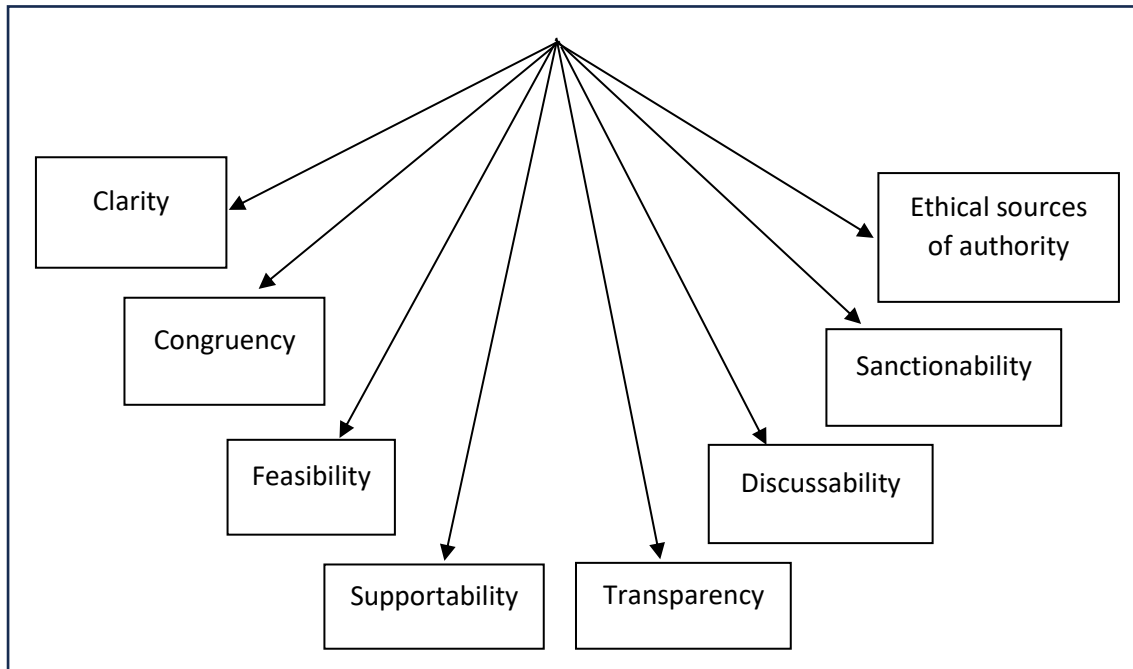 Clarity
Ethical sources
of authority
Congruency
Sanctionability
Feasibility
Discussability
Supportability
Transparency